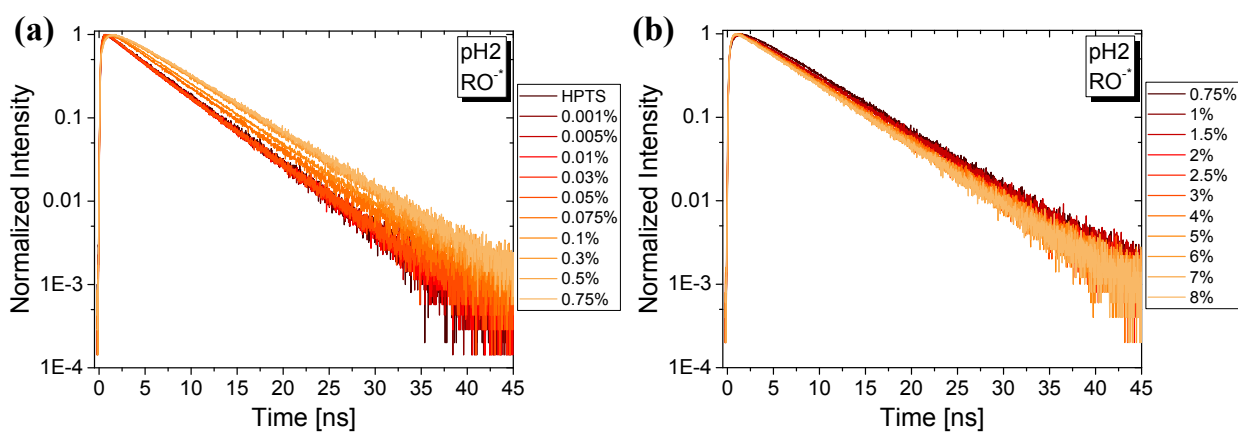 (a)
Normalized Intensity
1
0.1
0.01
1E-3
1E-4
0 5 10 15 20 25 30 35 40 45
Time [ns]
pH2
RO⁻*
HPTS
0.001%
0.005%
0.01%
0.03%
0.05%
0.075%
0.1%
0.3%
0.5%
0.75%
(b)
Normalized Intensity
1
0.1
0.01
1E-3
1E-4
0 5 10 15 20 25 30 35 40 45
Time [ns]
pH2
RO⁻*
0.75%
1%
1.5%
2%
2.5%
3%
4%
5%
6%
7%
8%